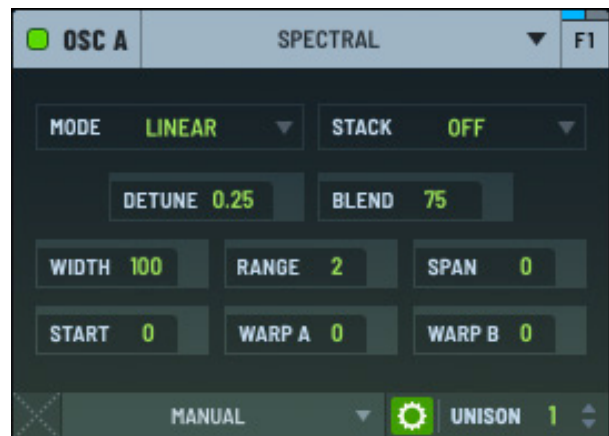 OSC A SPECTRAL F1
MODE LINEAR STACK OFF
DETUNE 0.25 BLEND 75
WIDTH 100 RANGE 2 SPAN 0
START 0 WARP A 0 WARP B 0
MANUAL UNISON 1